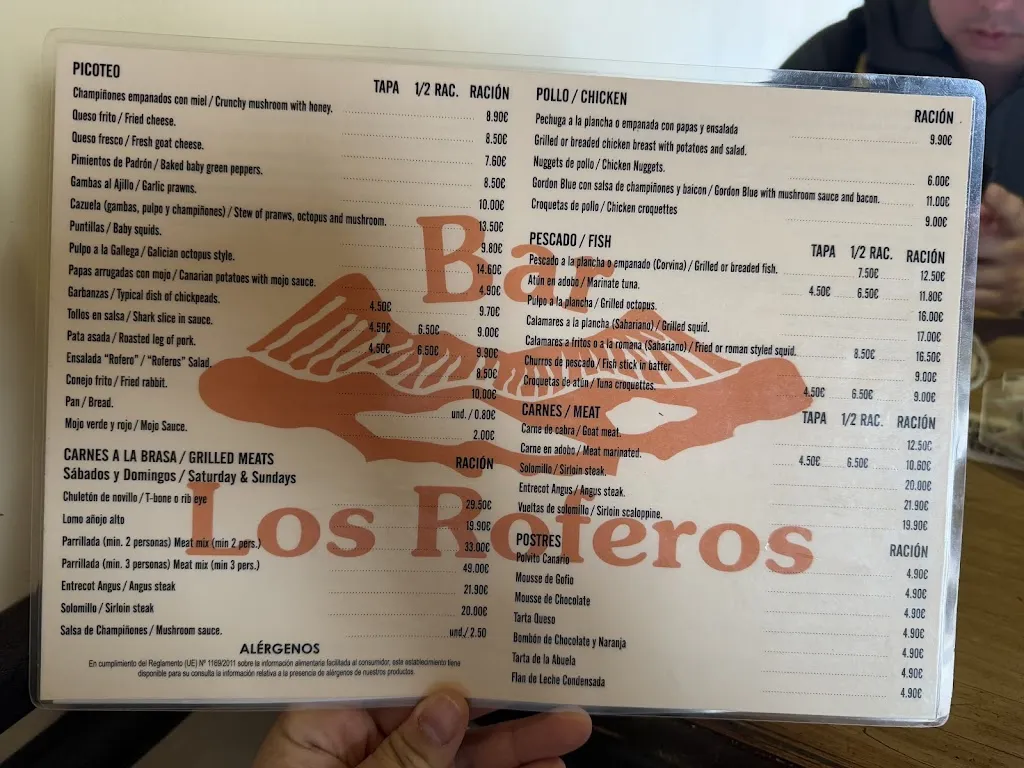 PICOTEO TAPA 1/2 RAC. RACIÓN
Champiñones empanados con miel / Crunchy mushroom with honey. 8.90€
Queso frito / Fried cheese. 8.50€
Queso fresco / Fresh goat cheese. 7.60€
Pimientos de Padrón / Baked baby green peppers. 8.50€
Gambas al Ajillo / Garlic prawns. 10.00€
Cazuela (gambas, pulpo y champiñones) / Stew of pranws, octopus and mushroom. 13.50€
Puntillas / Baby squids. 9.80€
Pulpo a la Gallega / Galician octopus style. 14.60€
Papas arrugadas con mojo / Canarian potatoes with mojo sauce. 4.90€
Garbanzas / Typical dish of chickpeads. 4.50€ 9.70€
Tollos en salsa / Shark slice in sauce. 4.50€ 6.50€ 9.00€
Pata asada / Roasted leg of pork. 4.50€ 6.50€ 9.90€
Ensalada “Rofero” / “Roferos” Salad. 8.50€
Conejo frito / Fried rabbit. 10.00€
Pan / Bread. und. / 0.80€
Mojo verde y rojo / Mojo Sauce. 2.00€
CARNES A LA BRASA / GRILLED MEATS RACIÓN
Sábados y Domingos / Saturday & Sundays
Chuletón de novillo / T-bone o rib eye 29.50€
Lomo añojo alto 19.90€
Parrillada (min. 2 personas) Meat mix (min 2 pers.) 33.00€
Parrillada (min. 3 personas) Meat mix (min 3 pers.) 49.00€
Entrecot Angus / Angus steak 21.90€
Solomillo / Sirloin steak 20.00€
Salsa de Champiñones / Mushroom sauce. und./ 2.50
ALÉRGENOS
En cumplimiento del Reglamento (UE) Nº 1169/2011 sobre la información alimentaria facilitada al consumidor, este establecimiento tiene
disponible para su consulta la información relativa a la presencia de alérgenos de nuestros productos.
POLLO / CHICKEN RACIÓN
Pechuga a la plancha o empanada con papas y ensalada 9.90€
Grilled or breaded chicken breast with potatoes and salad.
Nuggets de pollo / Chicken Nuggets. 6.00€
Gordon Blue con salsa de champiñones y baicon / Gordon Blue with mushroom sauce and bacon. 11.00€
Croquetas de pollo / Chicken croquettes 9.00€
PESCADO / FISH TAPA 1/2 RAC. RACIÓN
Pescado a la plancha o empanado (Corvina) / Grilled or breaded fish. 7.50€ 12.50€
Atún en adobo / Marinate tuna. 4.50€ 6.50€ 11.80€
Pulpo a la plancha / Grilled octopus. 16.00€
Calamares a la plancha (Sahariano) / Grilled squid. 17.00€
Calamares a fritos o a la romana (Sahariano) / Fried or roman styled squid. 8.50€ 16.50€
Churros de pescado / Fish stick in batter. 9.00€
Croquetas de atún / Tuna croquettes. 4.50€ 6.50€ 9.00€
CARNES / MEAT TAPA 1/2 RAC. RACIÓN
Carne de cabra / Goat meat. 12.50€
Carne en adobo / Meat marinated. 4.50€ 6.50€ 10.60€
Solomillo / Sirloin steak. 20.00€
Entrecot Angus / Angus steak. 21.90€
Vueltas de solomillo / Sirloin scaloppine. 19.90€
POSTRES RACIÓN
Polvito Canario 4.90€
Mousse de Gofio 4.90€
Mousse de Chocolate 4.90€
Tarta Queso 4.90€
Bombón de Chocolate y Naranja 4.90€
Tarta de la Abuela 4.90€
Flan de Leche Condensada 4.90€
Bar
Los Roferos